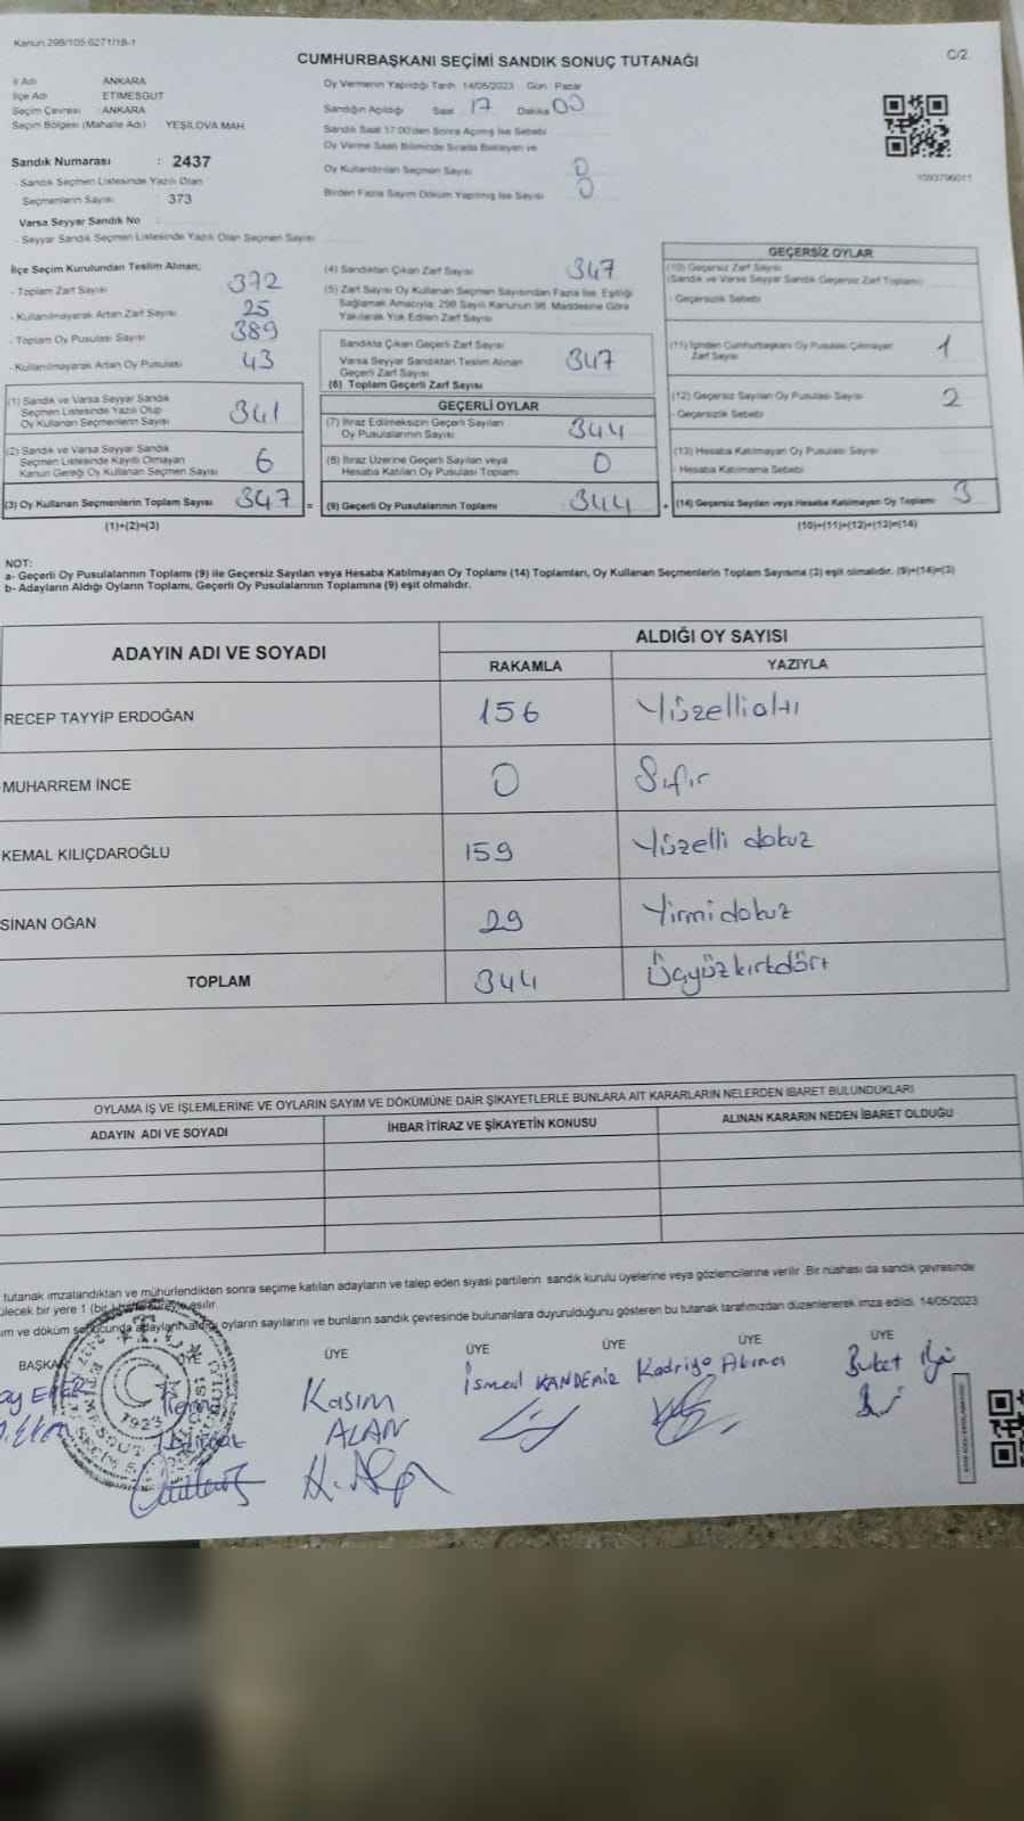 Kanun 298/105 6271/18-1
C/2
CUMHURBAŞKANI SEÇİMİ SANDIK SONUÇ TUTANAĞI
İl Adı ANKARA
İlçe Adı ETİMESGUT
Seçim Çevresi ANKARA
Seçim Bölgesi (Mahalle Adı) YEŞİLOVA MAH.
Sandık Numarası : 2437
- Sandık Seçmen Listesinde Yazılı Olan
Seçmenlerin Sayısı 373
Varsa Seyyar Sandık No
- Seyyar Sandık Seçmen Listesinde Yazılı Olan Seçmen Sayısı
Oy Vermenin Yapıldığı Tarih 14/05/2023 Gün Pazar
Sandığın Açıldığı Saat 17 Dakika 00
Sandık Saat 17:00'den Sonra Açılmış İse Sebebi
Oy Verme Saati Bitiminde Sırada Bekleyen ve
Oy Kullandırılan Seçmen Sayısı 0
Birden Fazla Sayım Döküm Yapılmış İse Sayısı 0
İlçe Seçim Kurulundan Teslim Alınan;
- Toplam Zarf Sayısı 372
- Kullanılmayarak Artan Zarf Sayısı 25
- Toplam Oy Pusulası Sayısı 389
- Kullanılmayarak Artan Oy Pusulası 43
(1) Sandık ve Varsa Seyyar Sandık
Seçmen Listesinde Yazılı Olup
Oy Kullanan Seçmenlerin Sayısı 341
(2) Sandık ve Varsa Seyyar Sandık
Seçmen Listesinde Kayıtlı Olmayan
Kanun Gereği Oy Kullanan Seçmen Sayısı 6
(3) Oy Kullanan Seçmenlerin Toplam Sayısı 347 =
(1)+(2)=(3)
(4) Sandıktan Çıkan Zarf Sayısı 347
(5) Zarf Sayısı Oy Kullanan Seçmen Sayısından Fazla İse, Eşitliği
Sağlamak Amacıyla; 298 Sayılı Kanunun 98. Maddesine Göre
Yakılarak Yok Edilen Zarf Sayısı
Sandıkta Çıkan Geçerli Zarf Sayısı
Varsa Seyyar Sandıktan Teslim Alınan
Geçerli Zarf Sayısı
(6) Toplam Geçerli Zarf Sayısı 347
GEÇERLİ OYLAR
(7) İtiraz Edilmeksizin Geçerli Sayılan
Oy Pusulalarının Sayısı 344
(8) İtiraz Üzerine Geçerli Sayılan veya
Hesaba Katılan Oy Pusulası Toplamı 0
(9) Geçerli Oy Pusulalarının Toplamı 344 +
GEÇERSİZ OYLAR
(10) Geçersiz Zarf Sayısı
(Sandık ve Varsa Seyyar Sandık Geçersiz Zarf Toplamı)
- Geçersizlik Sebebi
(11) İçinden Cumhurbaşkanı Oy Pusulası Çıkmayan
Zarf Sayısı 1
(12) Geçersiz Sayılan Oy Pusulası Sayısı 2
- Geçersizlik Sebebi
(13) Hesaba Katılmayan Oy Pusulası Sayısı
- Hesaba Katılmama Sebebi
(14) Geçersiz Sayılan veya Hesaba Katılmayan Oy Toplamı 3
(10)+(11)+(12)+(13)=(14)
NOT:
a- Geçerli Oy Pusulalarının Toplamı (9) ile Geçersiz Sayılan veya Hesaba Katılmayan Oy Toplamı (14) Toplamları, Oy Kullanan Seçmenlerin Toplam Sayısına (3) eşit olmalıdır. (9)+(14)=(3)
b- Adayların Aldığı Oyların Toplamı, Geçerli Oy Pusulalarının Toplamına (9) eşit olmalıdır.
ADAYIN ADI VE SOYADI ALDIĞI OY SAYISI
RAKAMLA YAZIYLA
RECEP TAYYİP ERDOĞAN 156 Yüzellialtı
MUHARREM İNCE 0 Sıfır
KEMAL KILIÇDAROĞLU 159 Yüzelli dokuz
SİNAN OĞAN 29 Yirmidokuz
TOPLAM 344 Üçyüzkırkdört
OYLAMA İŞ VE İŞLEMLERİNE VE OYLARIN SAYIM VE DÖKÜMÜNE DAİR ŞİKAYETLERLE BUNLARA AİT KARARLARIN NELERDEN İBARET BULUNDUKLARI
ADAYIN ADI VE SOYADI İHBAR İTİRAZ VE ŞİKAYETİN KONUSU ALINAN KARARIN NEDEN İBARET OLDUĞU
tutanak imzalandıktan ve mühürlendikten sonra seçime katılan adayların ve talep eden siyasi partilerin sandık kurulu üyelerine veya gözlemcilerine verilir. Bir nüshası da sandık çevresinde
bir yere 1 (bir) asılır.
ve döküm oyların sayılarını ve bunların sandık çevresinde bulunanlara duyurulduğunu gösteren bu tutanak tarafımızdan düzenlenerek imza edildi. 14/05/2023
BAŞKAN ÜYE ÜYE ÜYE ÜYE ÜYE ÜYE
Kasım
ALAN
İsmail KANDEMİR
Buket
1923
ETİMESGUT